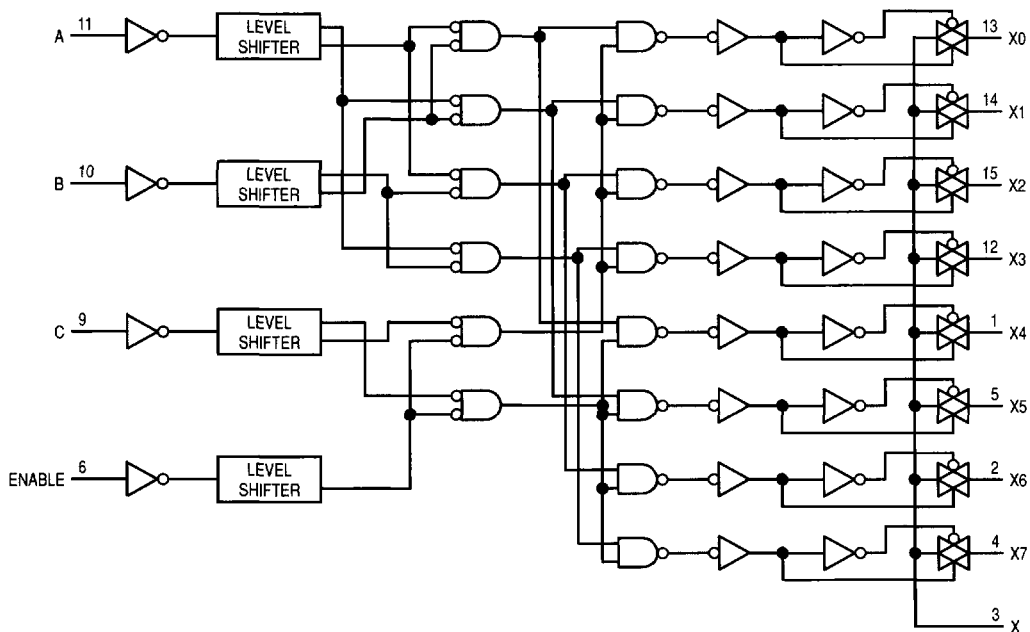 A 11
LEVEL
SHIFTER
13 X0
14 X1
B 10
LEVEL
SHIFTER
15 X2
12 X3
C 9
LEVEL
SHIFTER
1 X4
5 X5
ENABLE 6
LEVEL
SHIFTER
2 X6
4 X7
3 X